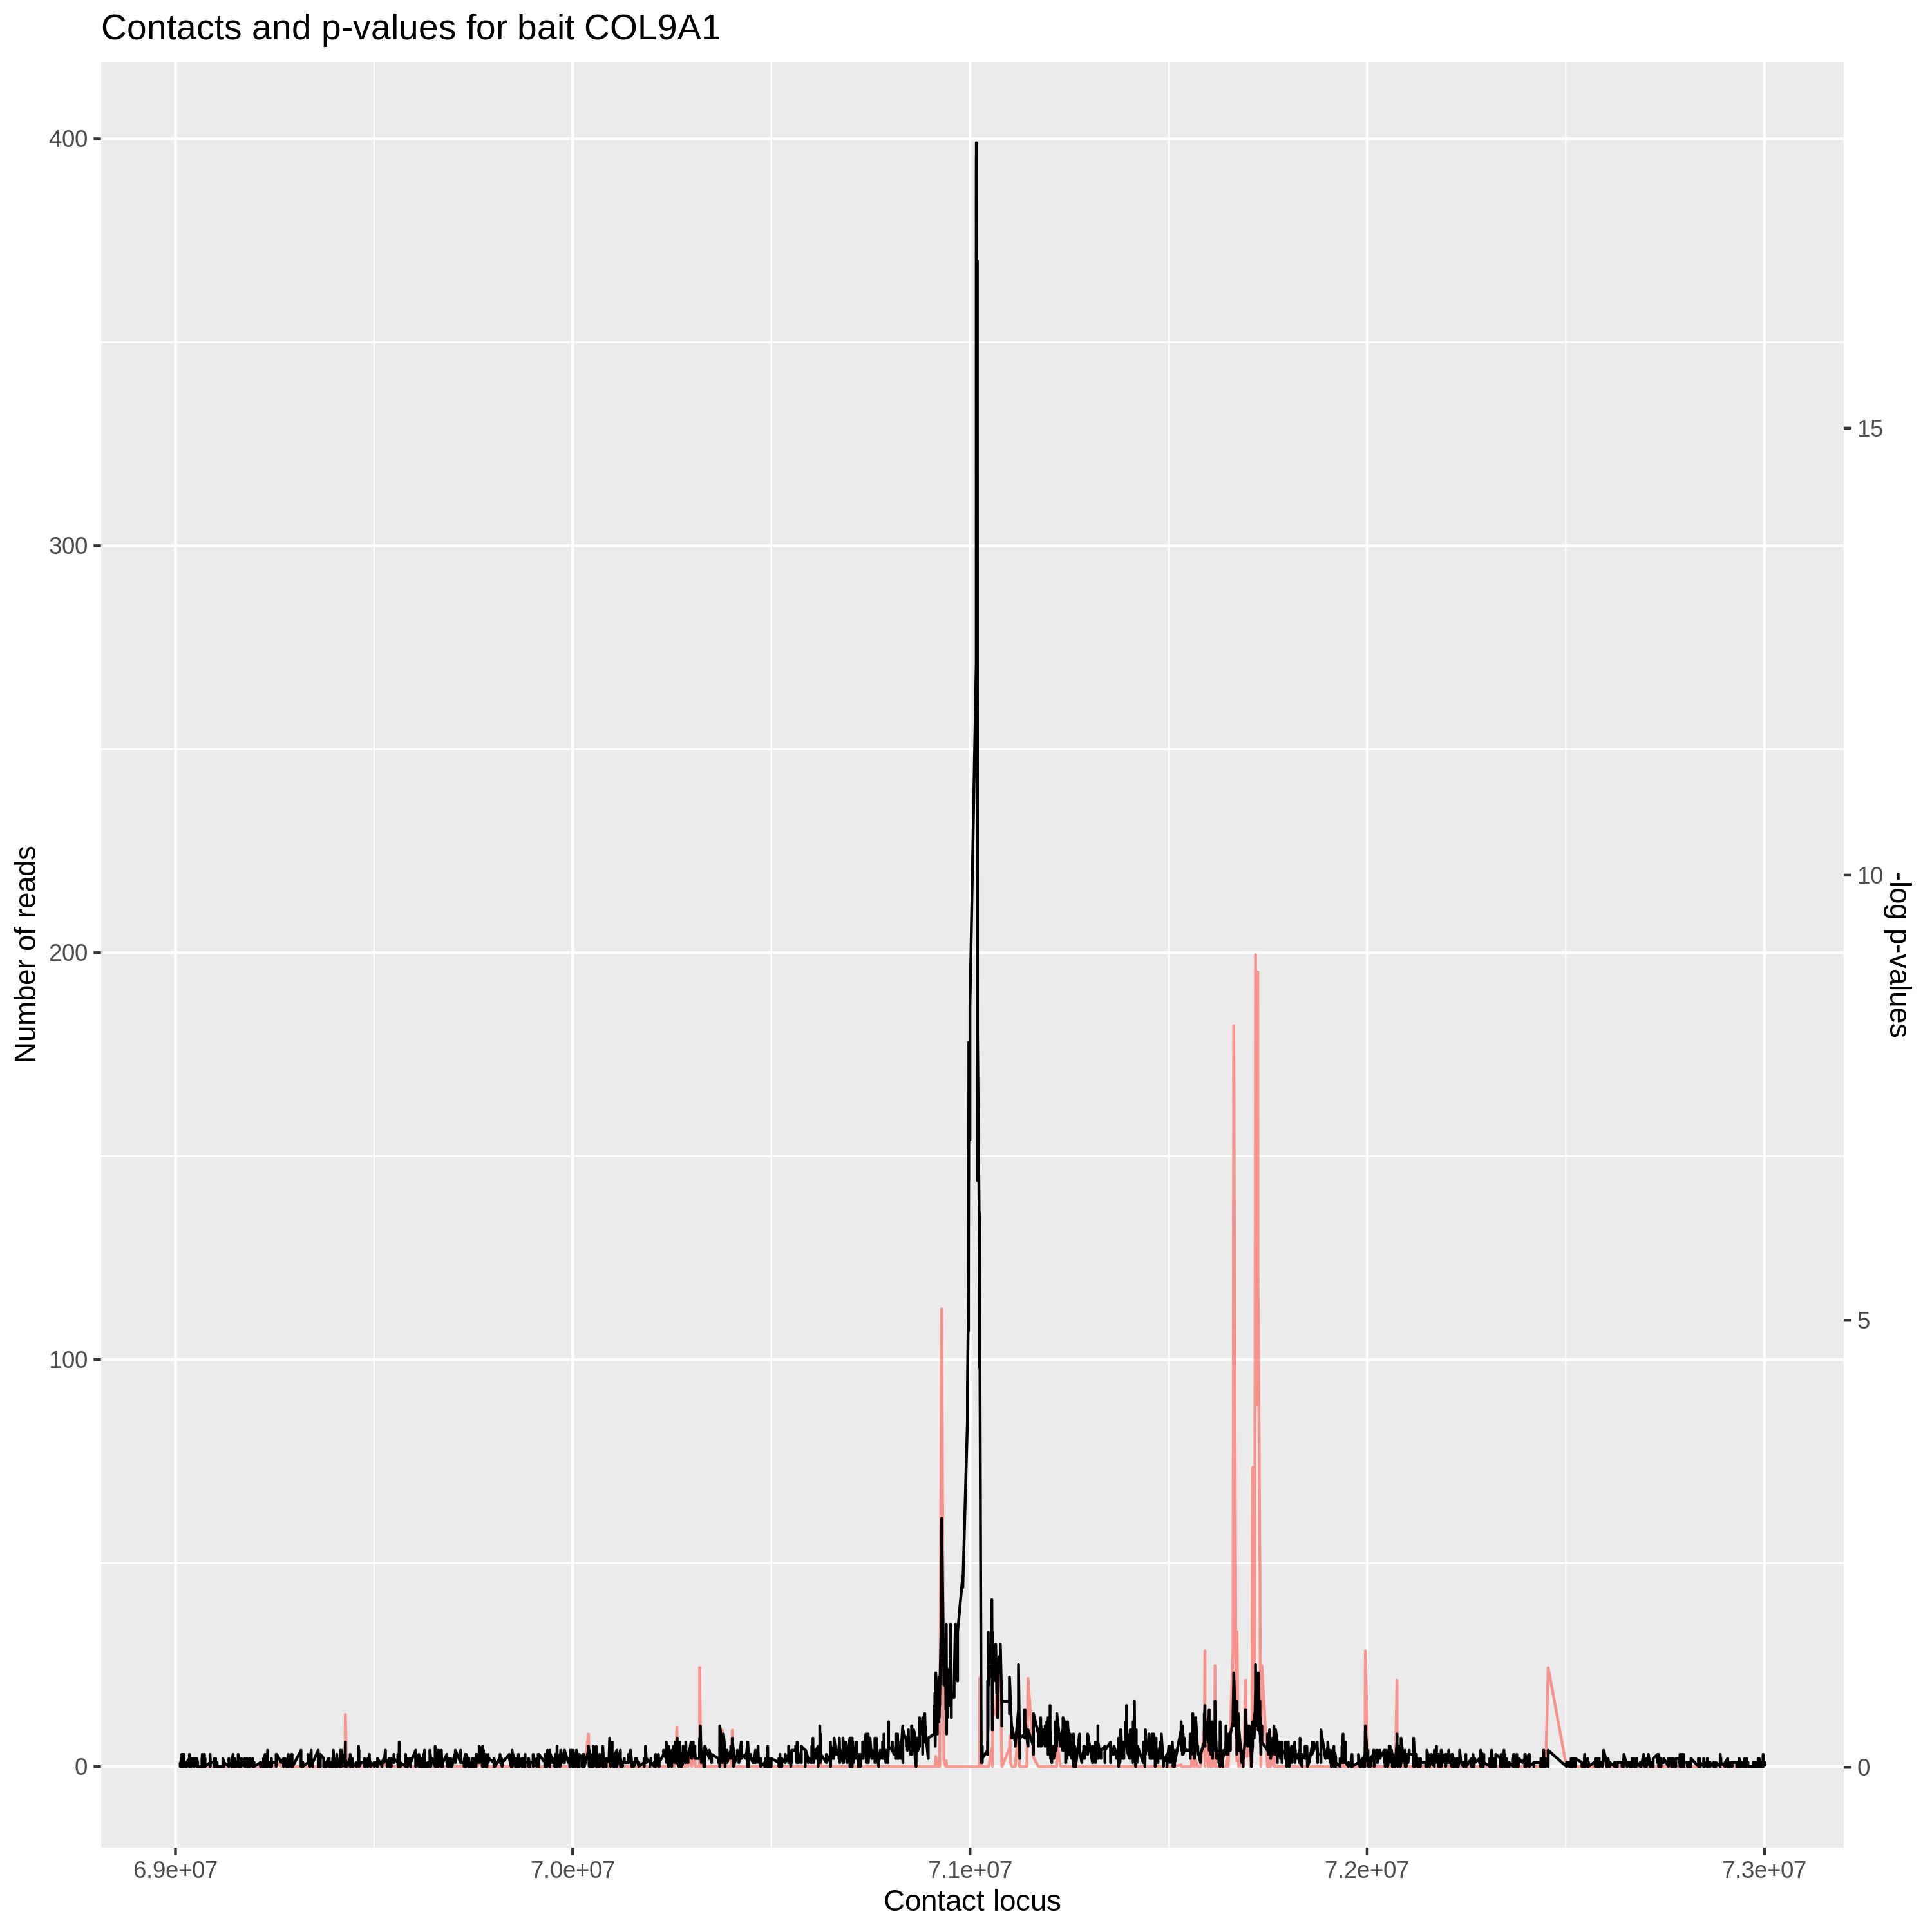 Contacts and p-values for bait COL9A1
400
300
200
100
0
Number of reads
15
10
5
0
-log p-values
6.9e+07 7.0e+07 7.1e+07 7.2e+07 7.3e+07
Contact locus